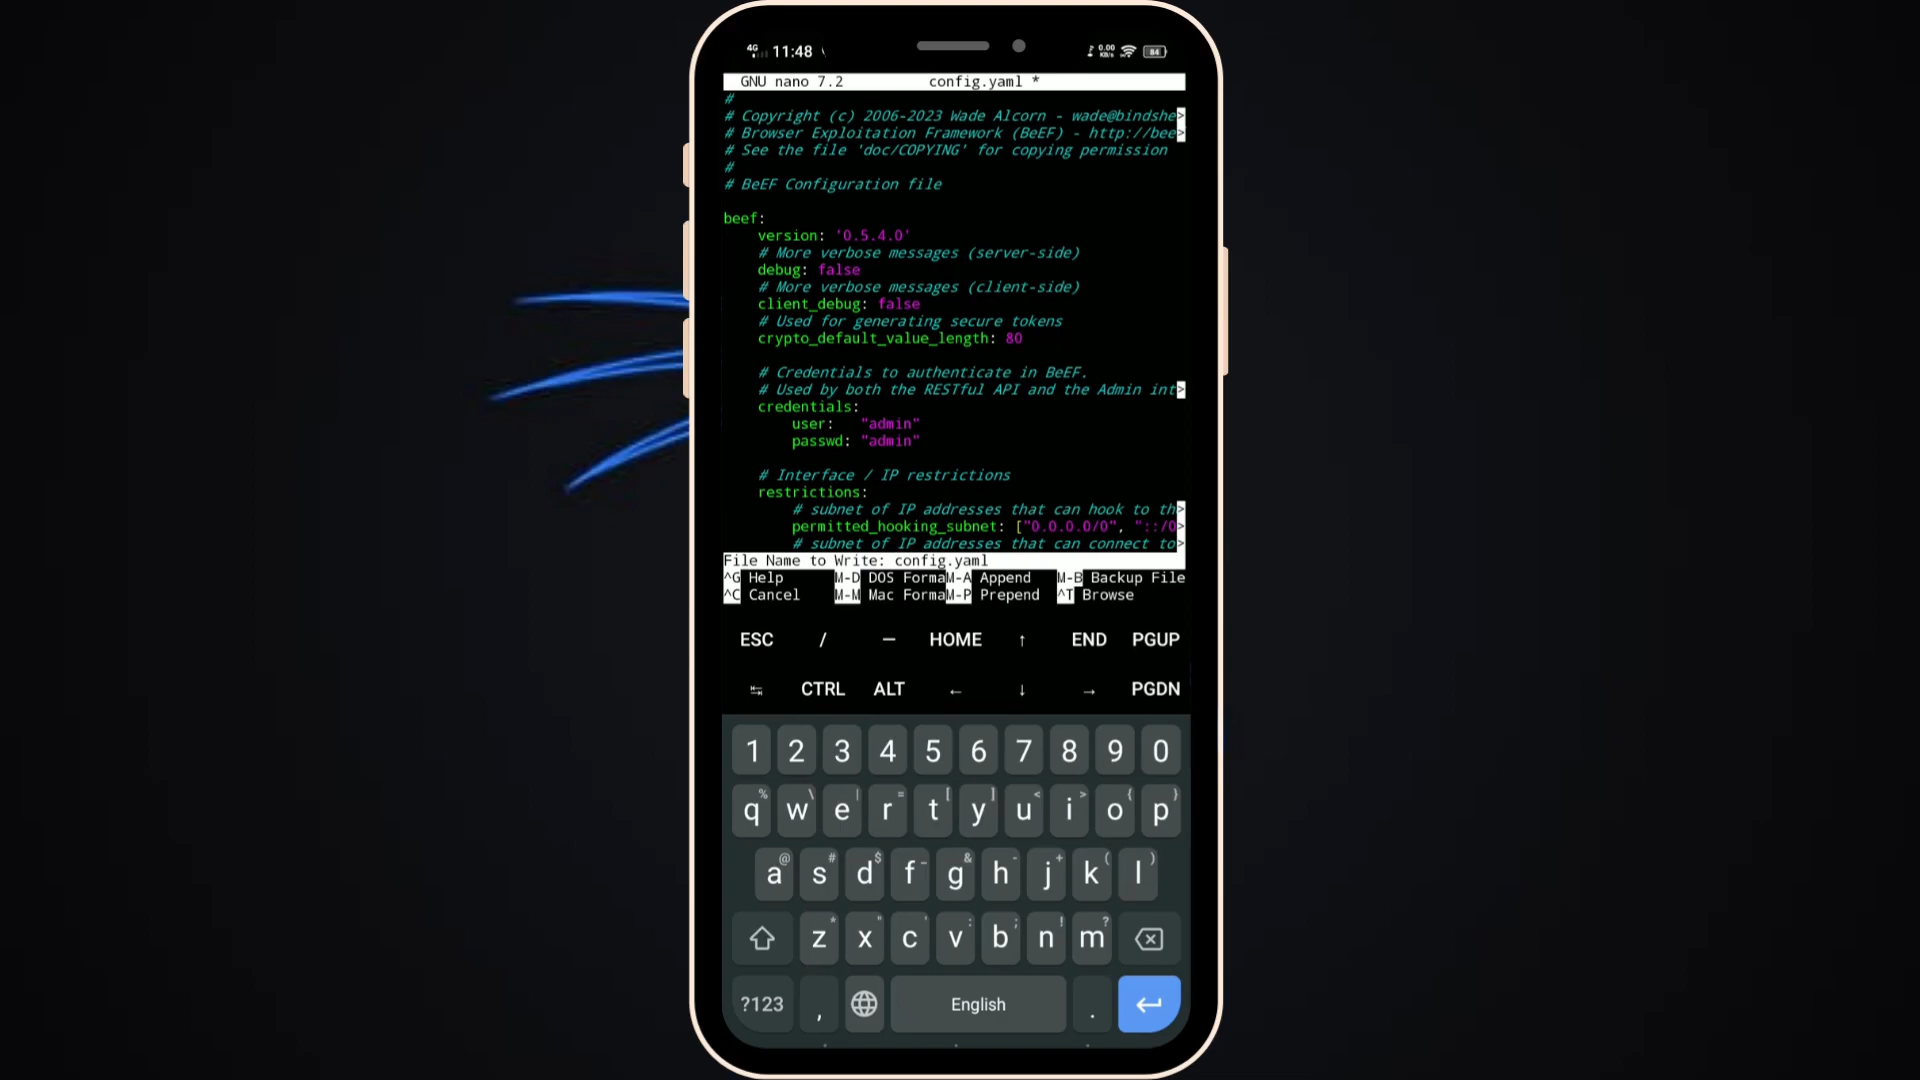 4G 11:48 0.00 KB/s 84
GNU nano 7.2 config.yaml *
#
# Copyright (c) 2006-2023 Wade Alcorn - wade@bindshe>
# Browser Exploitation Framework (BeEF) - http://bee>
# See the file 'doc/COPYING' for copying permission
#
# BeEF Configuration file
beef:
version: '0.5.4.0'
# More verbose messages (server-side)
debug: false
# More verbose messages (client-side)
client_debug: false
# Used for generating secure tokens
crypto_default_value_length: 80
# Credentials to authenticate in BeEF.
# Used by both the RESTful API and the Admin int>
credentials:
user: "admin"
passwd: "admin"
# Interface / IP restrictions
restrictions:
# subnet of IP addresses that can hook to th>
permitted_hooking_subnet: ["0.0.0.0/0", "::/0>
# subnet of IP addresses that can connect to>
File Name to Write: config.yaml
^G Help M-D DOS FormaM-A Append M-B Backup File
^C Cancel M-M Mac FormaM-P Prepend ^T Browse
ESC / — HOME ↑ END PGUP
↹ CTRL ALT ← ↓ → PGDN
1 2 3 4 5 6 7 8 9 0
% \ | = [ ] < > { }
q w e r t y u i o p
@ # $ _ & - + ( )
a s d f g h j k l
* " ' : ; ! ?
z x c v b n m
?123 , English .